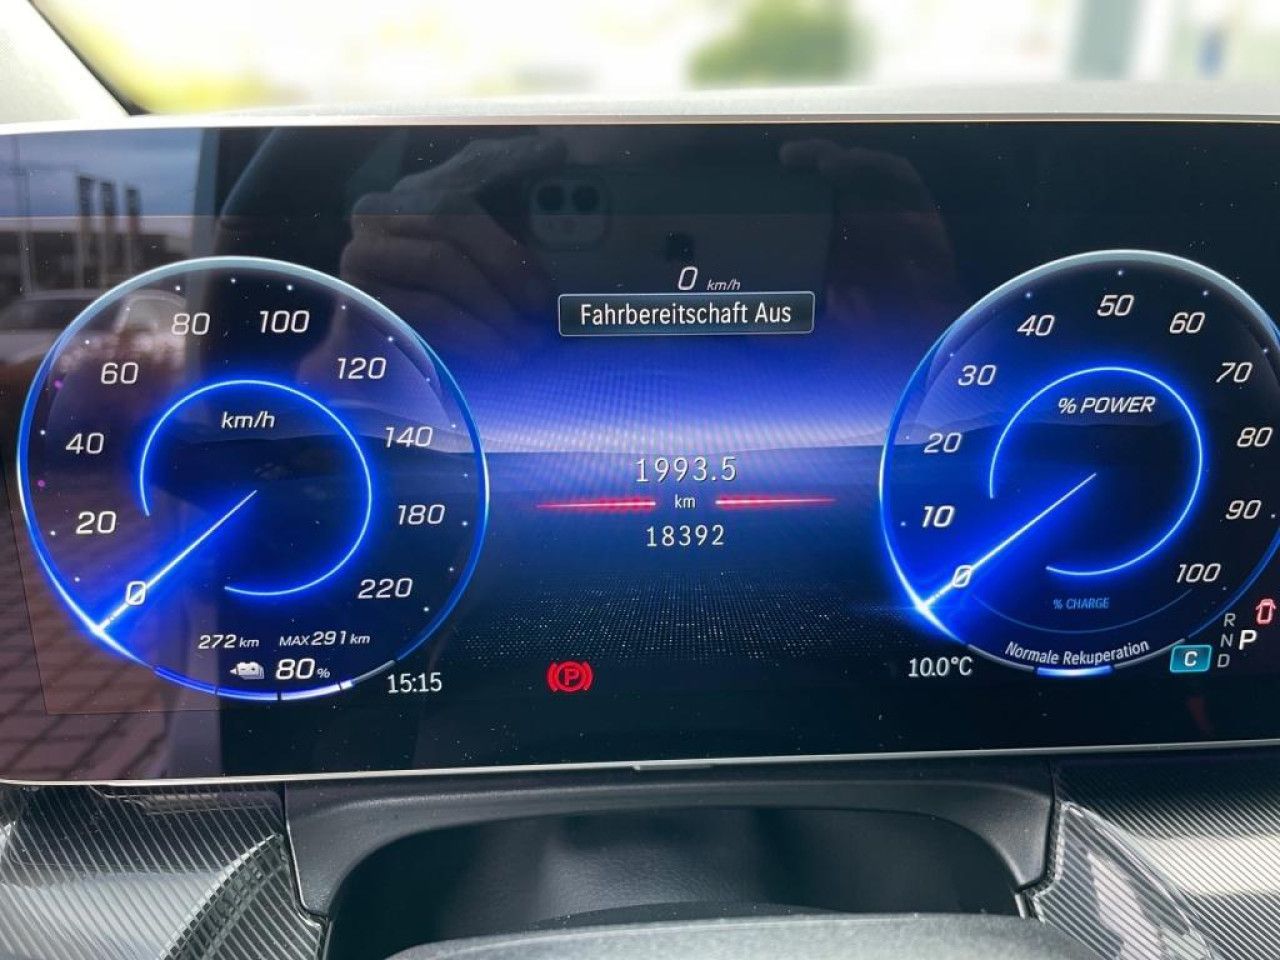 0 km/h
Fahrbereitschaft Aus
80 100
60 120
km/h
40 140
20 180
0 220
272 km MAX 291 km
80 %
15:15
1993.5
km
18392
P
10.0°C
50
40 60
30 70
% POWER
20 80
10 90
0 100
% CHARGE
Normale Rekuperation
C
R
N P
D